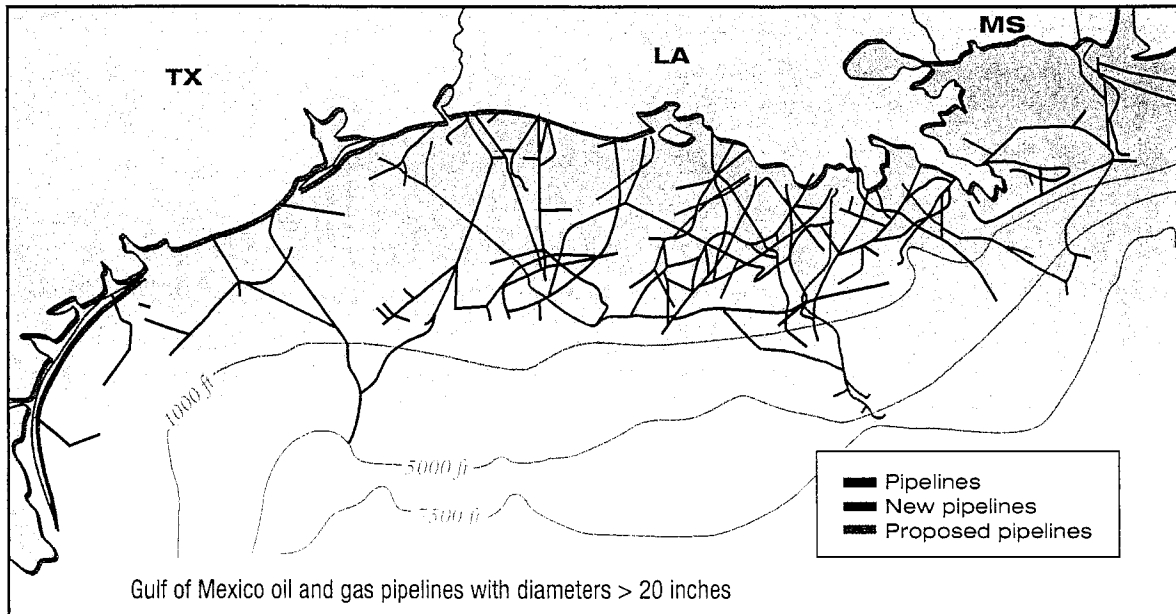 TX
LA
MS
1000 ft
5000 ft
7500 ft
Pipelines
New pipelines
Proposed pipelines
Gulf of Mexico oil and gas pipelines with diameters > 20 inches